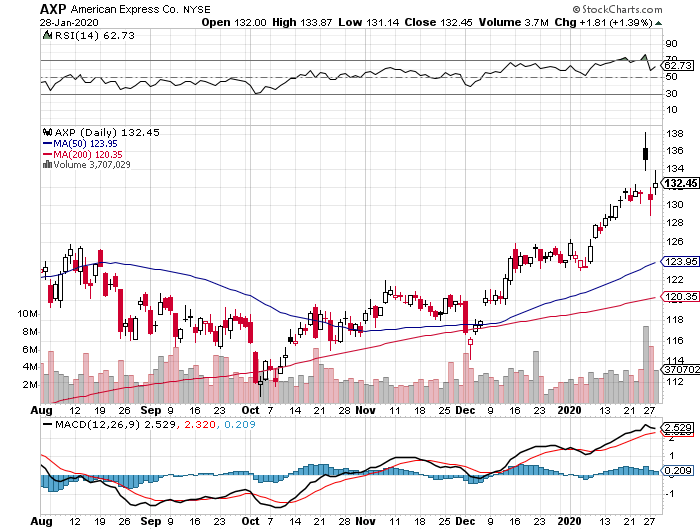 AXP American Express Co. NYSE © StockCharts.com
28-Jan-2020 Open 132.00 High 133.87 Low 131.14 Close 132.45 Volume 3.7M Chg +1.81 (+1.39%)
RSI(14) 62.73
90
70
62.73
50
30
10
AXP (Daily) 132.45
MA(50) 123.95
MA(200) 120.35
Volume 3,707,029
138
136
134
132.45
132
130
128
126
123.95
122
120.35
118
116
114
112
10M
8M
6M
4M
2M
370702
Aug 12 19 26 Sep 9 16 23 Oct 7 14 21 28 Nov 11 18 25 Dec 9 16 23 2020 13 21 27
MACD(12,26,9) 2.529, 2.320, 0.209
2.529
1
0.209
-1
Aug 12 19 26 Sep 9 16 23 Oct 7 14 21 28 Nov 11 18 25 Dec 9 16 23 2020 13 21 27